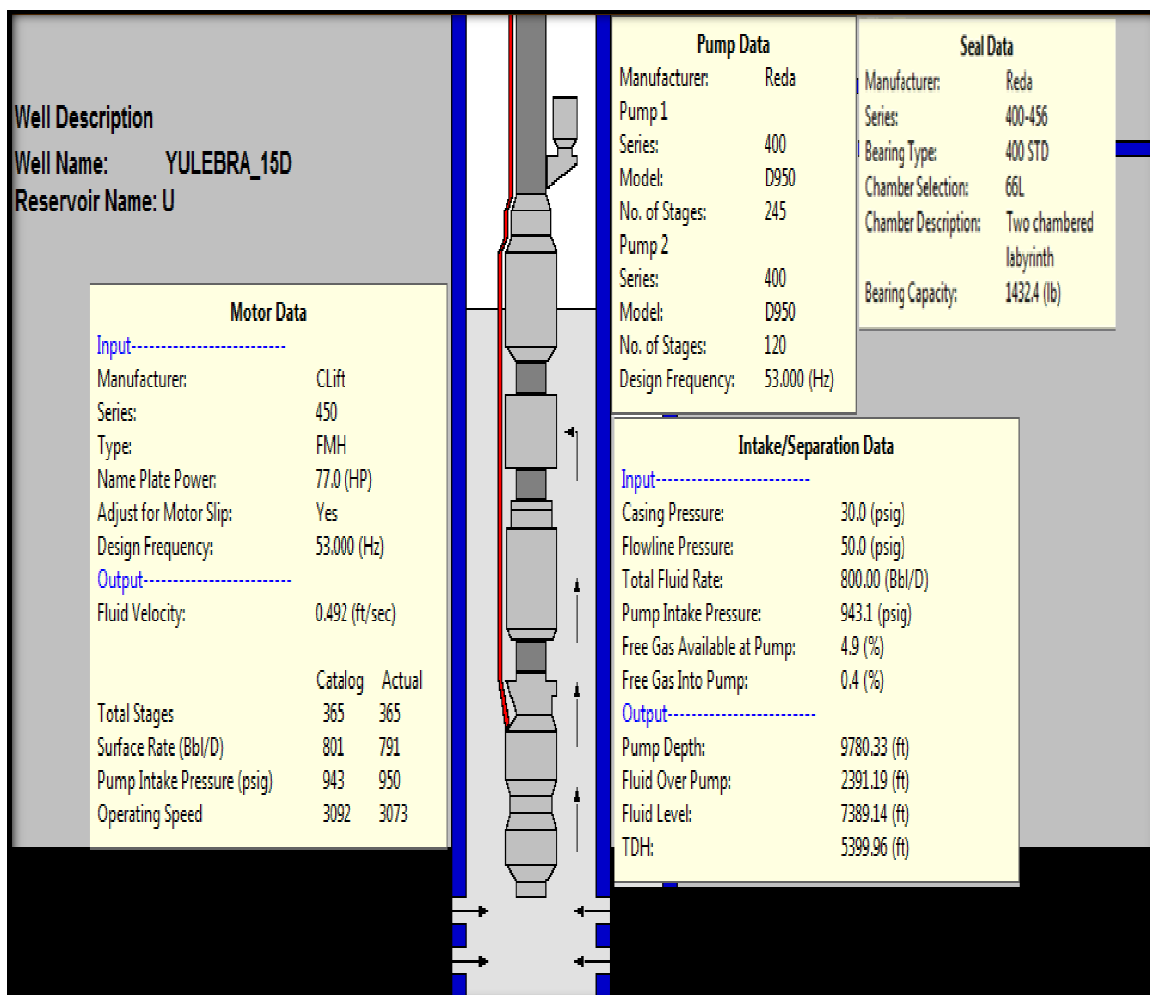 Well Description
Well Name: YULEBRA_15D
Reservoir Name: U
Motor Data
Input--------------------------
Manufacturer: CLift
Series: 450
Type: FMH
Name Plate Power: 77.0 (HP)
Adjust for Motor Slip: Yes
Design Frequency: 53.000 (Hz)
Output-------------------------
Fluid Velocity: 0.492 (ft/sec)
Catalog Actual
Total Stages 365 365
Surface Rate (Bbl/D) 801 791
Pump Intake Pressure (psig) 943 950
Operating Speed 3092 3073
Pump Data
Manufacturer: Reda
Pump 1
Series: 400
Model: D950
No. of Stages: 245
Pump 2
Series: 400
Model: D950
No. of Stages: 120
Design Frequency: 53.000 (Hz)
Seal Data
Manufacturer: Reda
Series: 400-456
Bearing Type: 400 STD
Chamber Selection: 66L
Chamber Description: Two chambered
labyrinth
Bearing Capacity: 1432.4 (lb)
Intake/Separation Data
Input--------------------------
Casing Pressure: 30.0 (psig)
Flowline Pressure: 50.0 (psig)
Total Fluid Rate: 800.00 (Bbl/D)
Pump Intake Pressure: 943.1 (psig)
Free Gas Available at Pump: 4.9 (%)
Free Gas Into Pump: 0.4 (%)
Output-------------------------
Pump Depth: 9780.33 (ft)
Fluid Over Pump: 2391.19 (ft)
Fluid Level: 7389.14 (ft)
TDH: 5399.96 (ft)